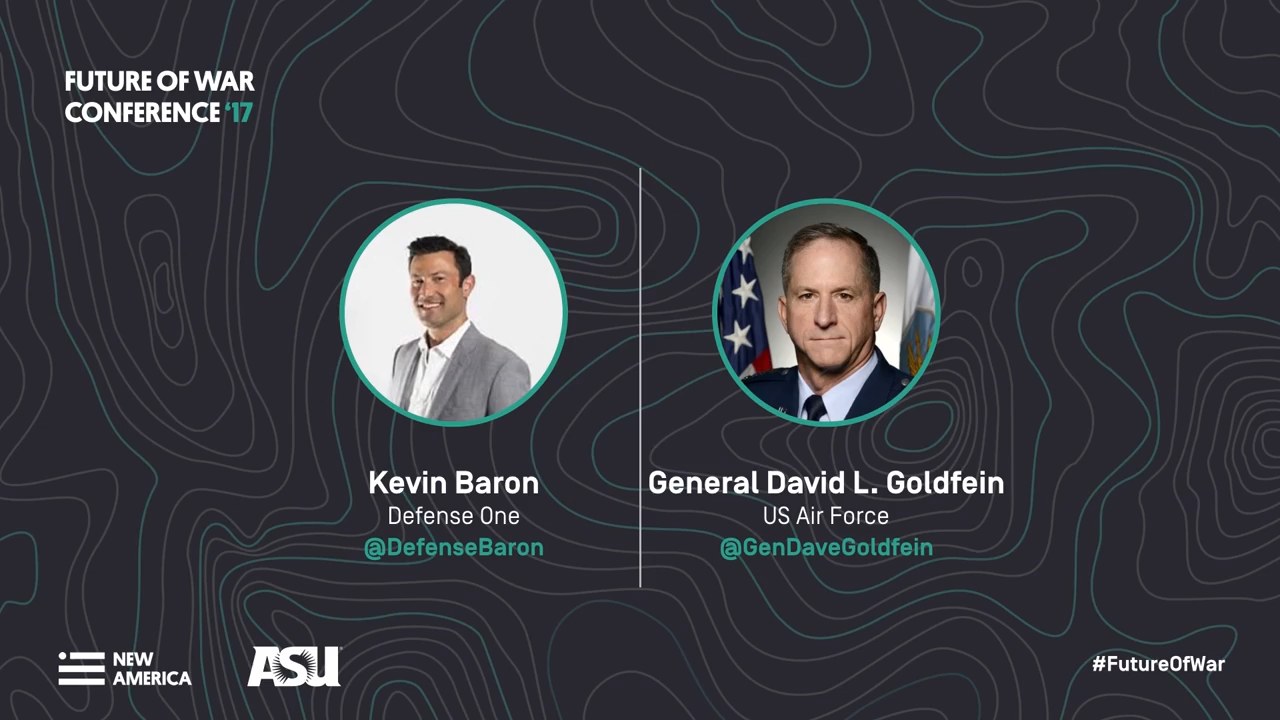 FUTURE OF WAR
CONFERENCE ‘17
Kevin Baron
Defense One
@DefenseBaron
General David L. Goldfein
US Air Force
@GenDaveGoldfein
NEW
AMERICA
ASU
#FutureOfWar